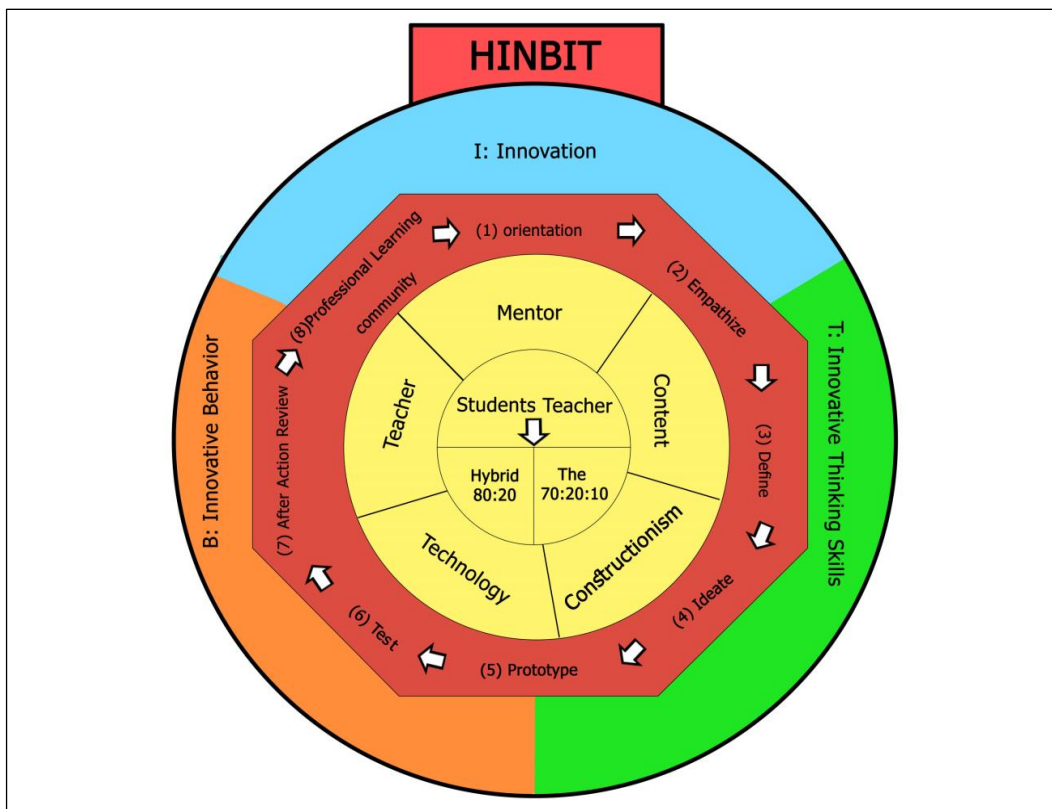 HINBIT
I: Innovation
T: Innovative Thinking Skills
B: Innovative Behavior
(1) orientation
(2) Empathize
(3) Define
(4) Ideate
(5) Prototype
(6) Test
(7) After Action Review
(8)Professional Learning
community
Mentor
Content
Constructionism
Technology
Teacher
Students Teacher
Hybrid
80:20
The
70:20:10